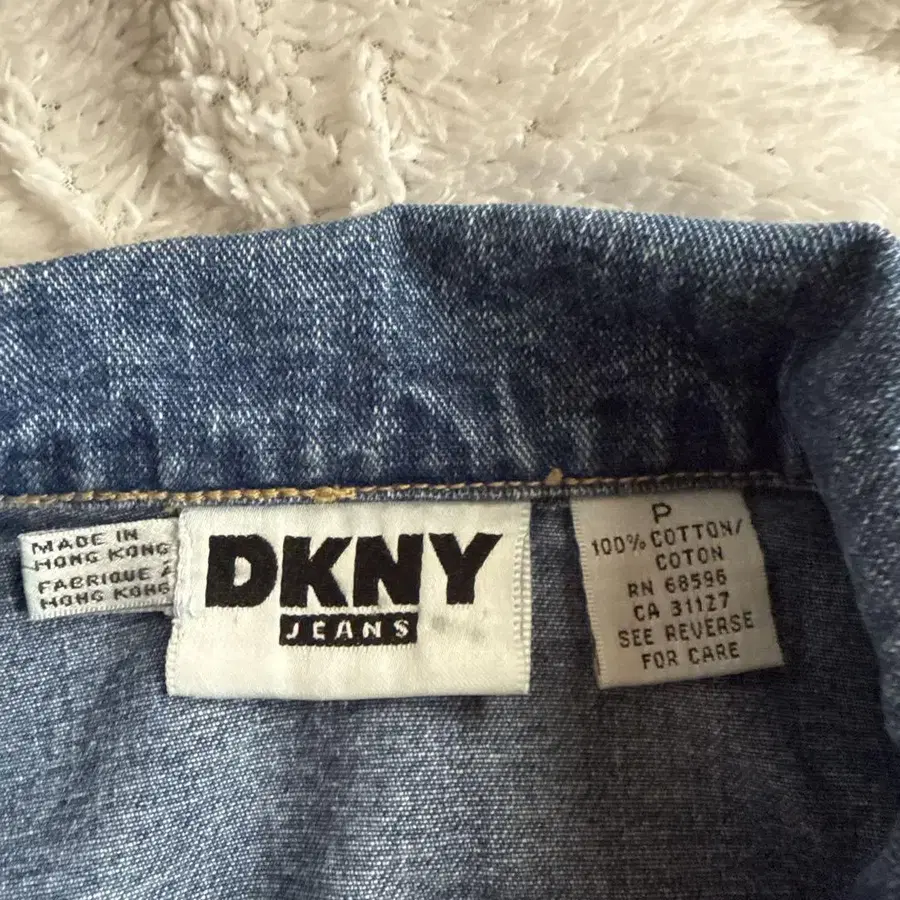 MADE IN
HONG KONG
FABRIQUE À
HONG KONG
DKNY
JEANS
P
100% COTTON/
COTON
RN 68596
CA 31127
SEE REVERSE
FOR CARE